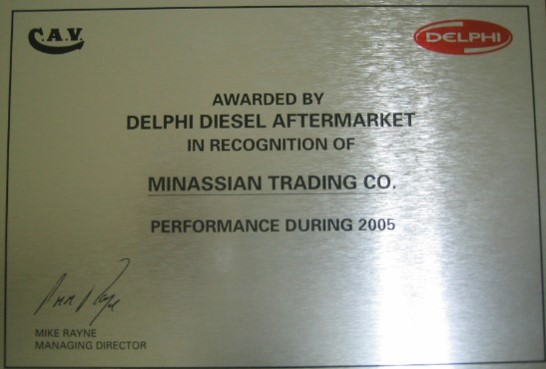 C.A.V.
DELPHI
AWARDED BY
DELPHI DIESEL AFTERMARKET
IN RECOGNITION OF
MINASSIAN TRADING CO.
PERFORMANCE DURING 2005
MIKE RAYNE
MANAGING DIRECTOR